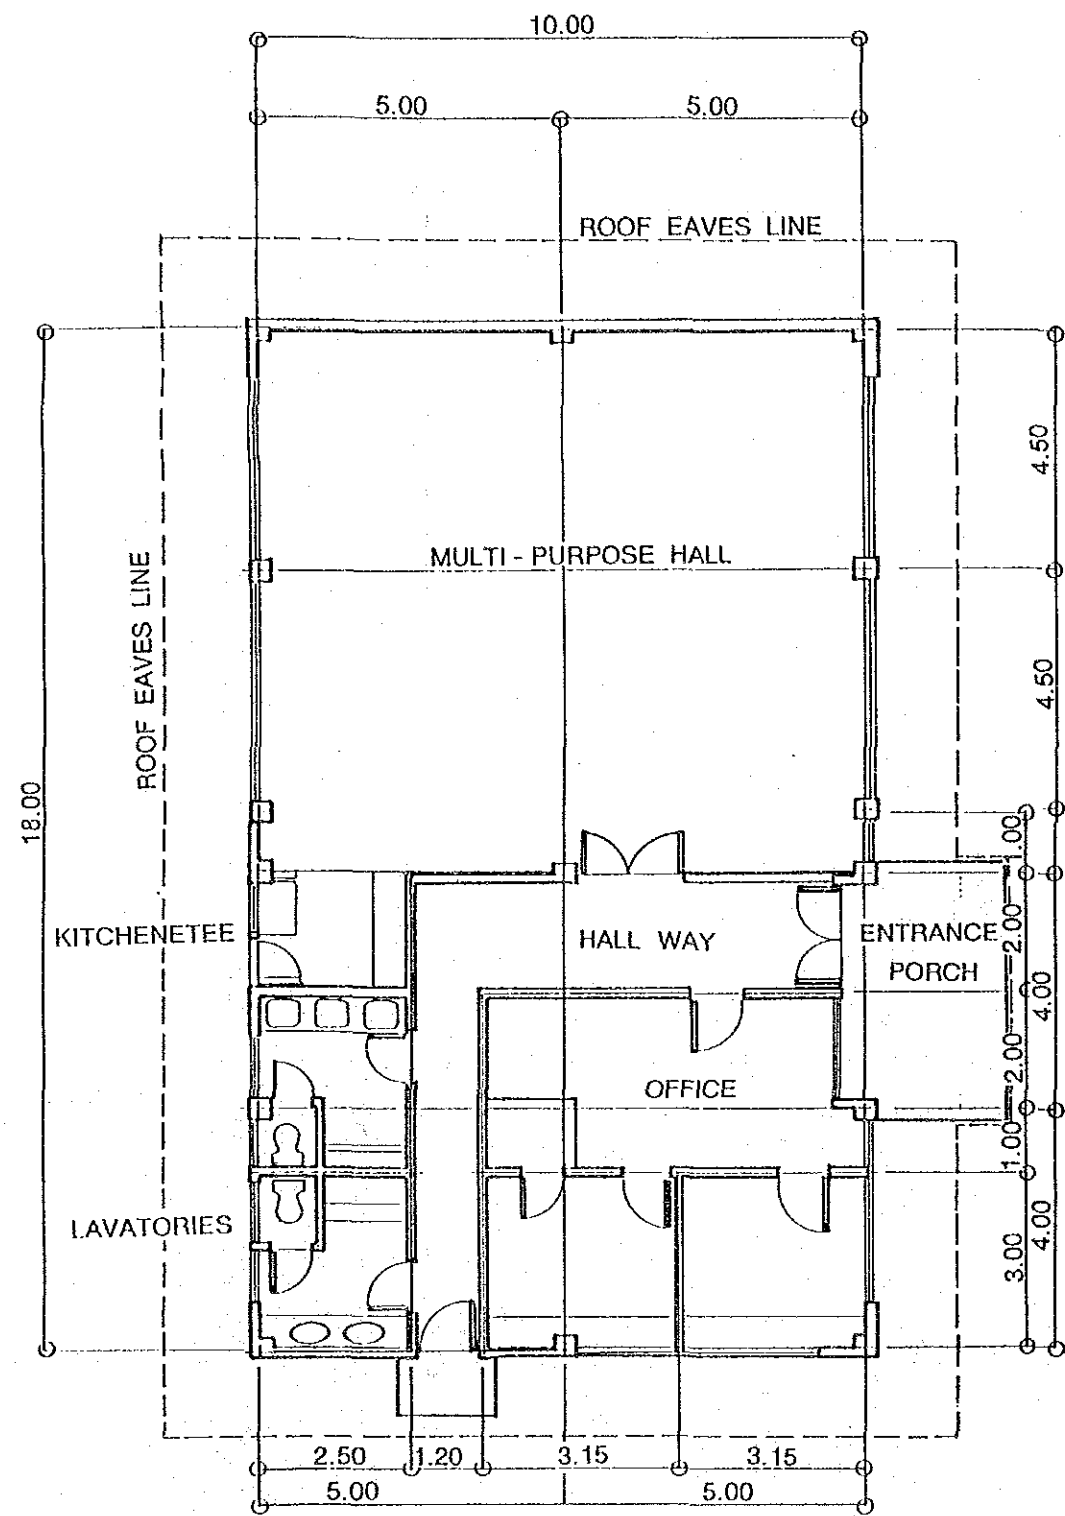 10.00
5.00 5.00
ROOF EAVES LINE
4.50
MULTI - PURPOSE HALL
ROOF EAVES LINE
4.50
18.00
1.00
KITCHENETEE
HALL WAY
ENTRANCE
PORCH
2.00
4.00
2.00
OFFICE
1.00
LAVATORIES
3.00
4.00
2.50 1.20 3.15 3.15
5.00 5.00